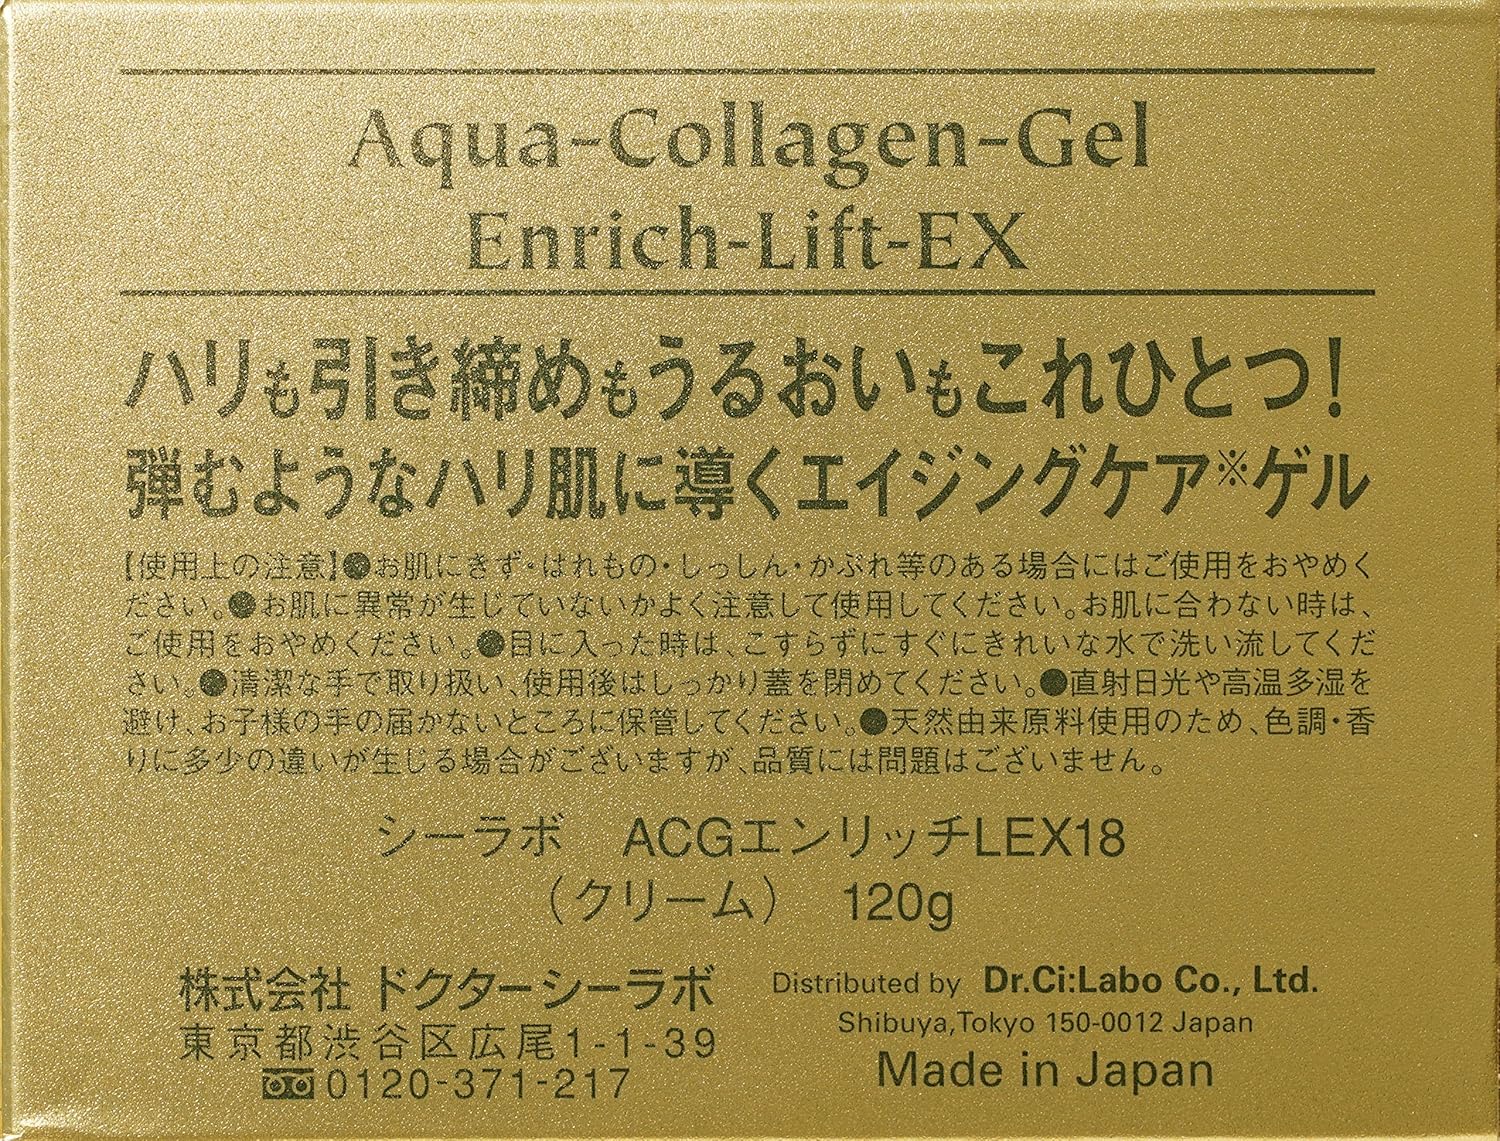 Aqua-Collagen-Gel
Enrich-Lift-EX
ハリも引き締めもうるおいもこれひとつ!
弾むようなハリ肌に導くエイジングケア※ゲル
【使用上の注意】●お肌にきず・はれもの・しっしん・かぶれ等のある場合にはご使用をおやめく
ださい。●お肌に異常が生じていないかよく注意して使用してください。お肌に合わない時は、
ご使用をおやめください。●目に入った時は、こすらずにすぐにきれいな水で洗い流してくだ
さい。●清潔な手で取り扱い、使用後はしっかり蓋を閉めてください。●直射日光や高温多湿を
避け、お子様の手の届かないところに保管してください。●天然由来原料使用のため、色調・香
りに多少の違いが生じる場合がございますが、品質には問題はございません。
シーラボ ACGエンリッチLEX18
（クリーム） 120g
株式会社 ドクターシーラボ
東京都渋谷区広尾1-1-39
0120-371-217
Distributed by Dr.Ci:Labo Co., Ltd.
Shibuya,Tokyo 150-0012 Japan
Made in Japan